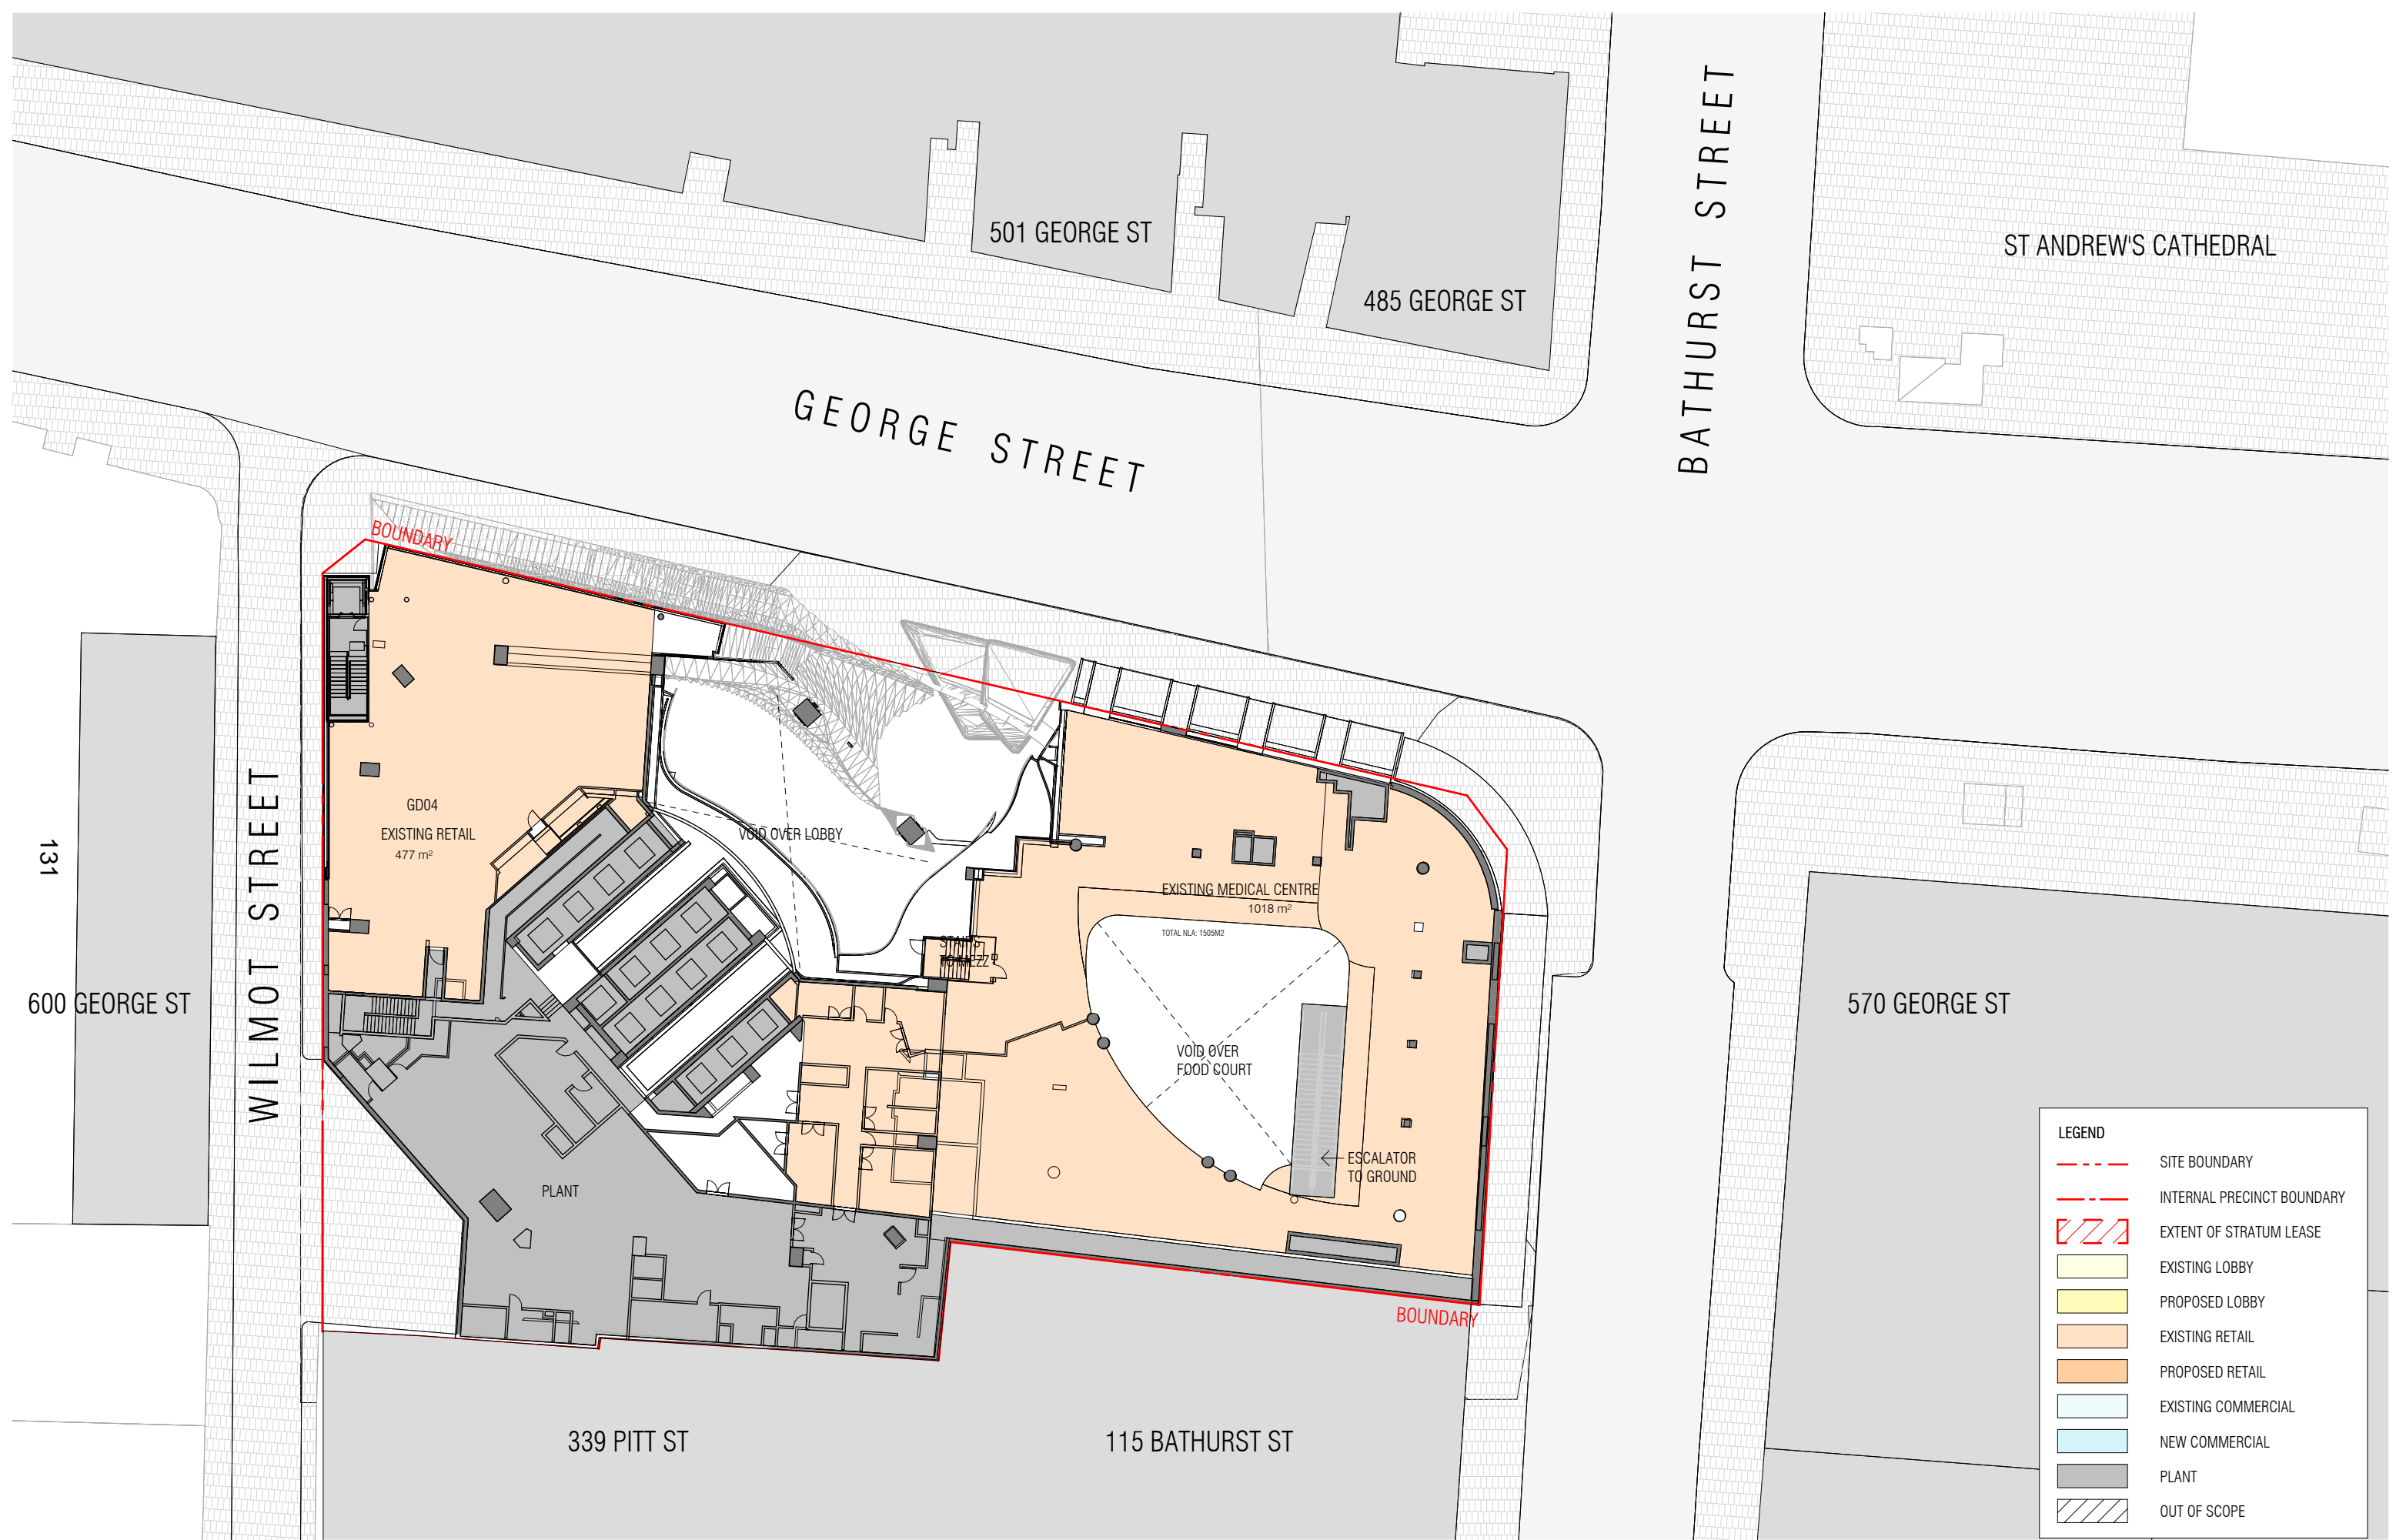 501 GEORGE ST
485 GEORGE ST
BATHURST STREET
ST ANDREW'S CATHEDRAL
GEORGE STREET
BOUNDARY
WILMOT STREET
131
600 GEORGE ST
GD04
EXISTING RETAIL
477 m²
VOID OVER LOBBY
EXISTING MEDICAL CENTRE
1018 m²
TOTAL NLA: 1505M2
STAIRS
TO MEZZ
VOID OVER
FOOD COURT
ESCALATOR
TO GROUND
PLANT
BOUNDARY
570 GEORGE ST
339 PITT ST
115 BATHURST ST
LEGEND
SITE BOUNDARY
INTERNAL PRECINCT BOUNDARY
EXTENT OF STRATUM LEASE
EXISTING LOBBY
PROPOSED LOBBY
EXISTING RETAIL
PROPOSED RETAIL
EXISTING COMMERCIAL
NEW COMMERCIAL
PLANT
OUT OF SCOPE